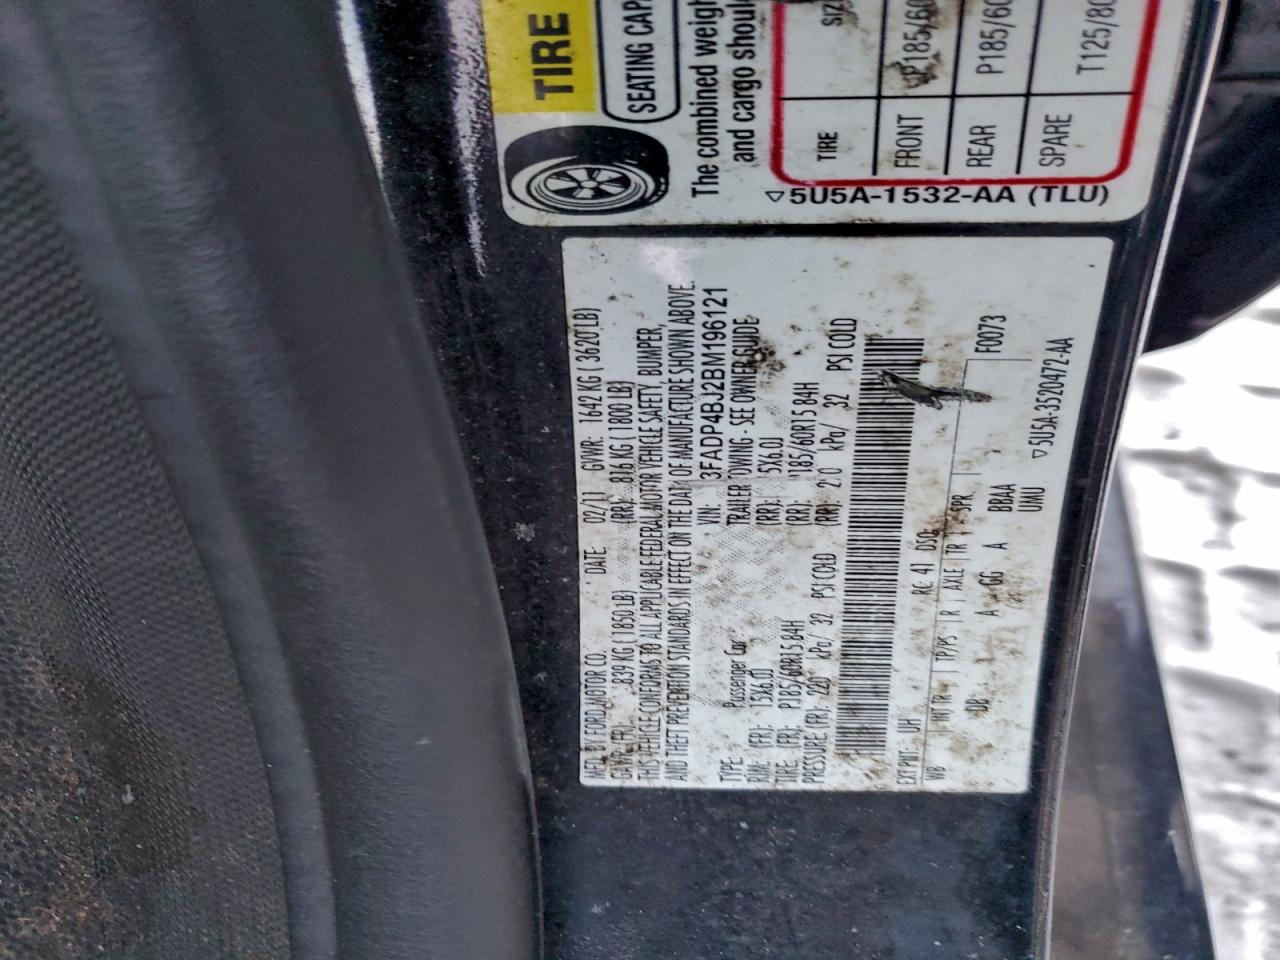 TIRE
SEATING CAP
The combined weigh
and cargo shoul
TIRE SIZ
FRONT P185/60
REAR P185/60
SPARE T125/80
5U5A-1532-AA (TLU)
MFD. BY FORD MOTOR CO. DATE: 02/11 GVWR: 1642 KG ( 3620 LB)
GAWR: (FR): 839 KG ( 1850 LB) (RR): 816 KG ( 1800 LB)
THIS VEHICLE CONFORMS TO ALL APPLICABLE FEDERAL MOTOR VEHICLE SAFETY, BUMPER,
AND THEFT PREVENTION STANDARDS IN EFFECT ON THE DATE OF MANUFACTURE SHOWN ABOVE.
VIN: 3FADP4BJ2BM196121
TYPE: Passenger Car TRAILER TOWING - SEE OWNER GUIDE
RIM: (FR): 15X6.0J (RR): 5X6.0J
TIRE: (FR): P185/60R15 84H (RR): 185/60R15 84H
PRESSURE (FR): 220 kPa/ 32 PSI COLD (RR): 2 0 kPa/ 32 PSI COLD
EXT PNT: UH RC: 41 DSO:
WB INT TR TP/PS R AXLE TR SPR F0073
DB A GG A BBAA
UMU
5U5A-3520472-AA